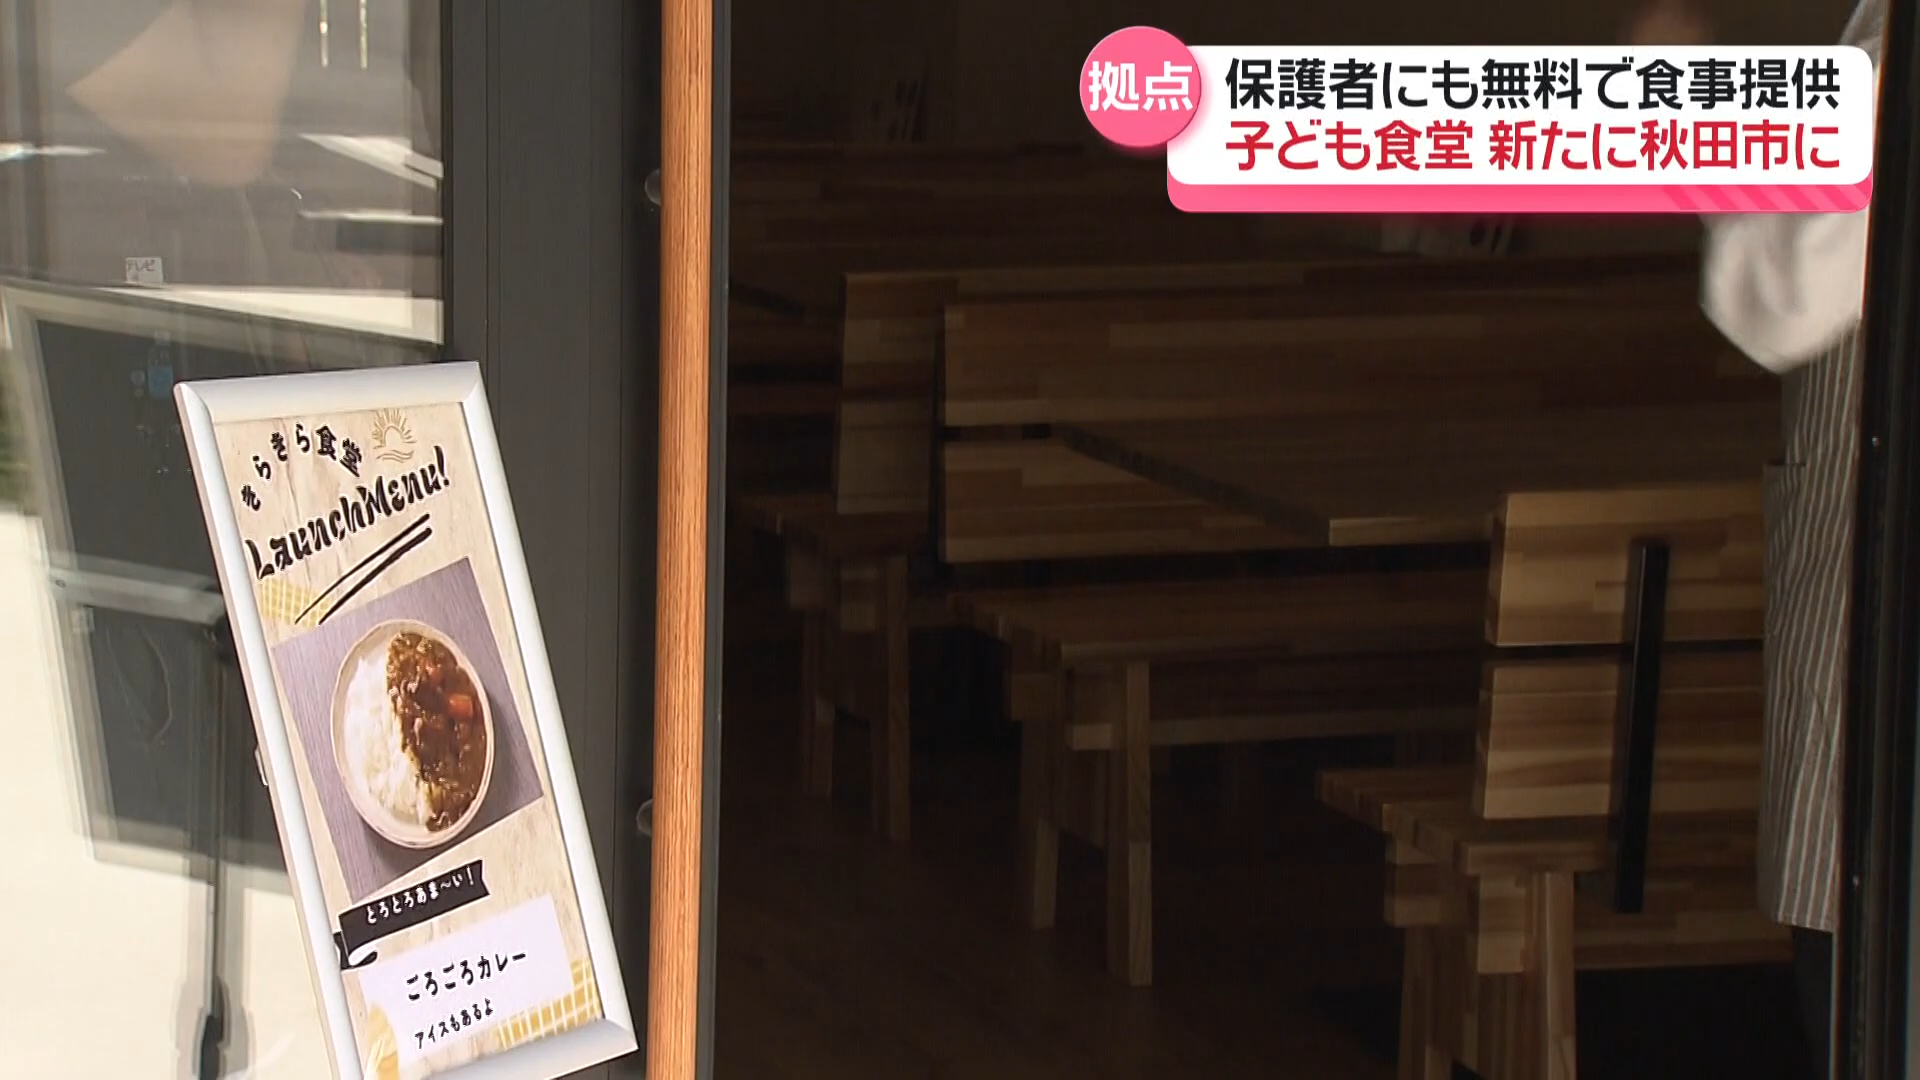 拠点
保護者にも無料で食事提供
子ども食堂 新たに秋田市に
きらきら食堂
LaunchMenu!
とろとろあま〜い!
ごろごろカレー
アイスもあるよ